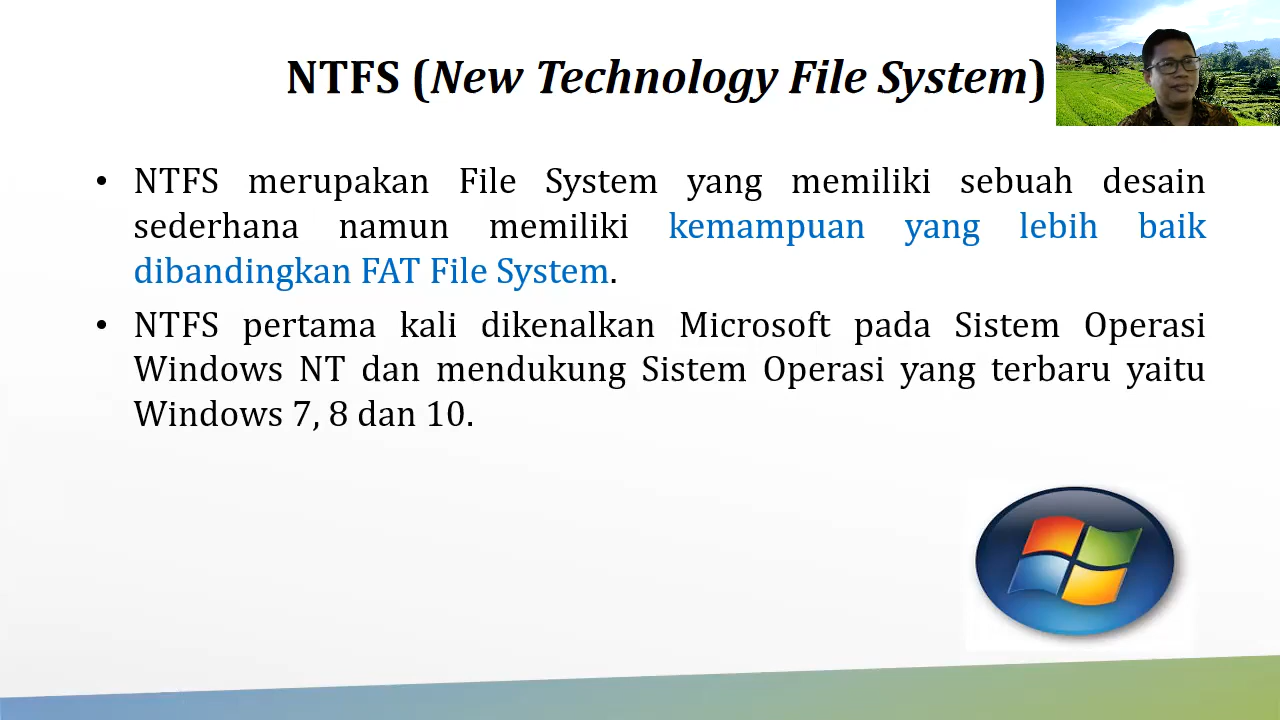 NTFS (New Technology File System)
• NTFS merupakan File System yang memiliki sebuah desain
sederhana namun memiliki kemampuan yang lebih baik
dibandingkan FAT File System.
• NTFS pertama kali dikenalkan Microsoft pada Sistem Operasi
Windows NT dan mendukung Sistem Operasi yang terbaru yaitu
Windows 7, 8 dan 10.